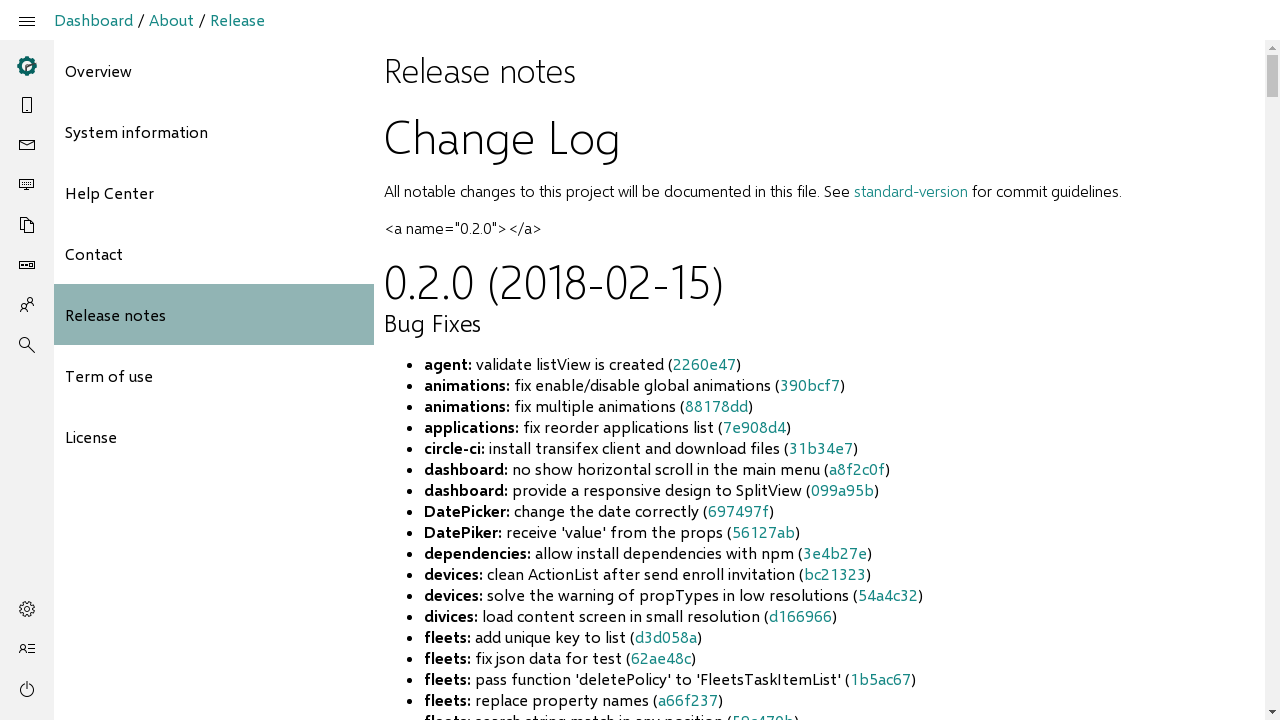 Dashboard / About / Release
Overview
System information
Help Center
Contact
Release notes
Term of use
License
Release notes
Change Log
All notable changes to this project will be documented in this file. See standard-version for commit guidelines.
<a name="0.2.0"></a>
0.2.0 (2018-02-15)
Bug Fixes
agent: validate listView is created (2260e47)
animations: fix enable/disable global animations (390bcf7)
animations: fix multiple animations (88178dd)
applications: fix reorder applications list (7e908d4)
circle-ci: install transifex client and download files (31b34e7)
dashboard: no show horizontal scroll in the main menu (a8f2c0f)
dashboard: provide a responsive design to SplitView (099a95b)
DatePicker: change the date correctly (697497f)
DatePiker: receive 'value' from the props (56127ab)
dependencies: allow install dependencies with npm (3e4b27e)
devices: clean ActionList after send enroll invitation (bc21323)
devices: solve the warning of propTypes in low resolutions (54a4c32)
divices: load content screen in small resolution (d166966)
fleets: add unique key to list (d3d058a)
fleets: fix json data for test (62ae48c)
fleets: pass function 'deletePolicy' to 'FleetsTaskItemList' (1b5ac67)
fleets: replace property names (a66f237)
fleets: search string match in any position (59c470b)